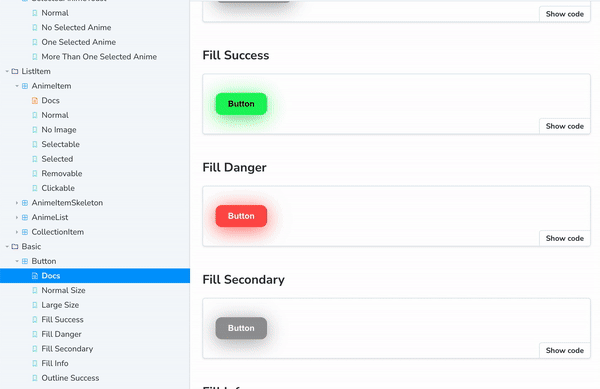 Normal
No Selected Anime
One Selected Anime
More Than One Selected Anime
ListItem
AnimeItem
Docs
Normal
No Image
Selectable
Selected
Removable
Clickable
AnimeItemSkeleton
AnimeList
CollectionItem
Basic
Button
Docs
Normal Size
Large Size
Fill Success
Fill Danger
Fill Secondary
Fill Info
Outline Success
Show code
Fill Success
Button
Show code
Fill Danger
Button
Show code
Fill Secondary
Button
Show code